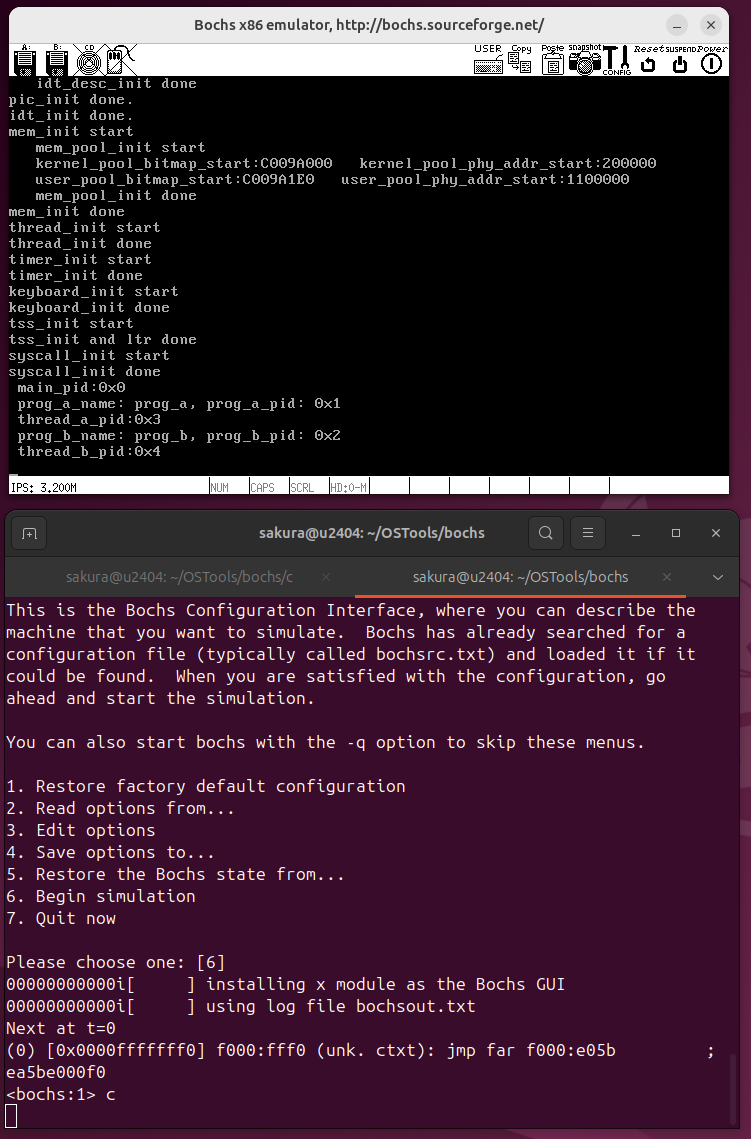 Bochs x86 emulator, http://bochs.sourceforge.net/
A: B: CD USER Copy Paste snapshot CONFIG Reset SUSPEND Power
idt_desc_init done
pic_init done.
idt_init done.
mem_init start
mem_pool_init start
kernel_pool_bitmap_start:C009A000 kernel_pool_phy_addr_start:200000
user_pool_bitmap_start:C009A1E0 user_pool_phy_addr_start:1100000
mem_pool_init done
mem_init done
thread_init start
thread_init done
timer_init start
timer_init done
keyboard_init start
keyboard_init done
tss_init start
tss_init and ltr done
syscall_init start
syscall_init done
main_pid:0x0
prog_a_name: prog_a, prog_a_pid: 0x1
thread_a_pid:0x3
prog_b_name: prog_b, prog_b_pid: 0x2
thread_b_pid:0x4
IPS: 3.200M NUM CAPS SCRL HD:0-M
sakura@u2404: ~/OSTools/bochs
sakura@u2404: ~/OSTools/bochs/c sakura@u2404: ~/OSTools/bochs
This is the Bochs Configuration Interface, where you can describe the
machine that you want to simulate.  Bochs has already searched for a
configuration file (typically called bochsrc.txt) and loaded it if it
could be found.  When you are satisfied with the configuration, go
ahead and start the simulation.
You can also start bochs with the -q option to skip these menus.
1. Restore factory default configuration
2. Read options from...
3. Edit options
4. Save options to...
5. Restore the Bochs state from...
6. Begin simulation
7. Quit now
Please choose one: [6]
00000000000i[      ] installing x module as the Bochs GUI
00000000000i[      ] using log file bochsout.txt
Next at t=0
(0) [0x0000fffffff0] f000:fff0 (unk. ctxt): jmp far f000:e05b         ;
ea5be000f0
<bochs:1> c